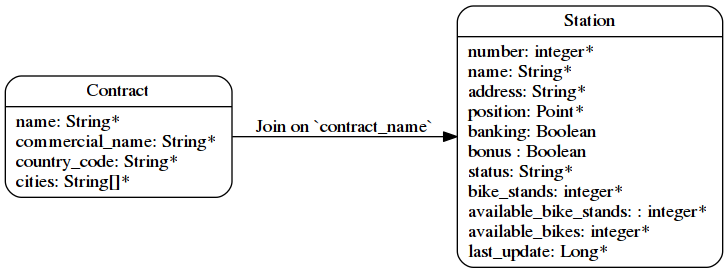 Contract
name: String*
commercial_name: String*
country_code: String*
cities: String[]*
Join on `contract_name`
Station
number: integer*
name: String*
address: String*
position: Point*
banking: Boolean
bonus : Boolean
status: String*
bike_stands: integer*
available_bike_stands: : integer*
available_bikes: integer*
last_update: Long*